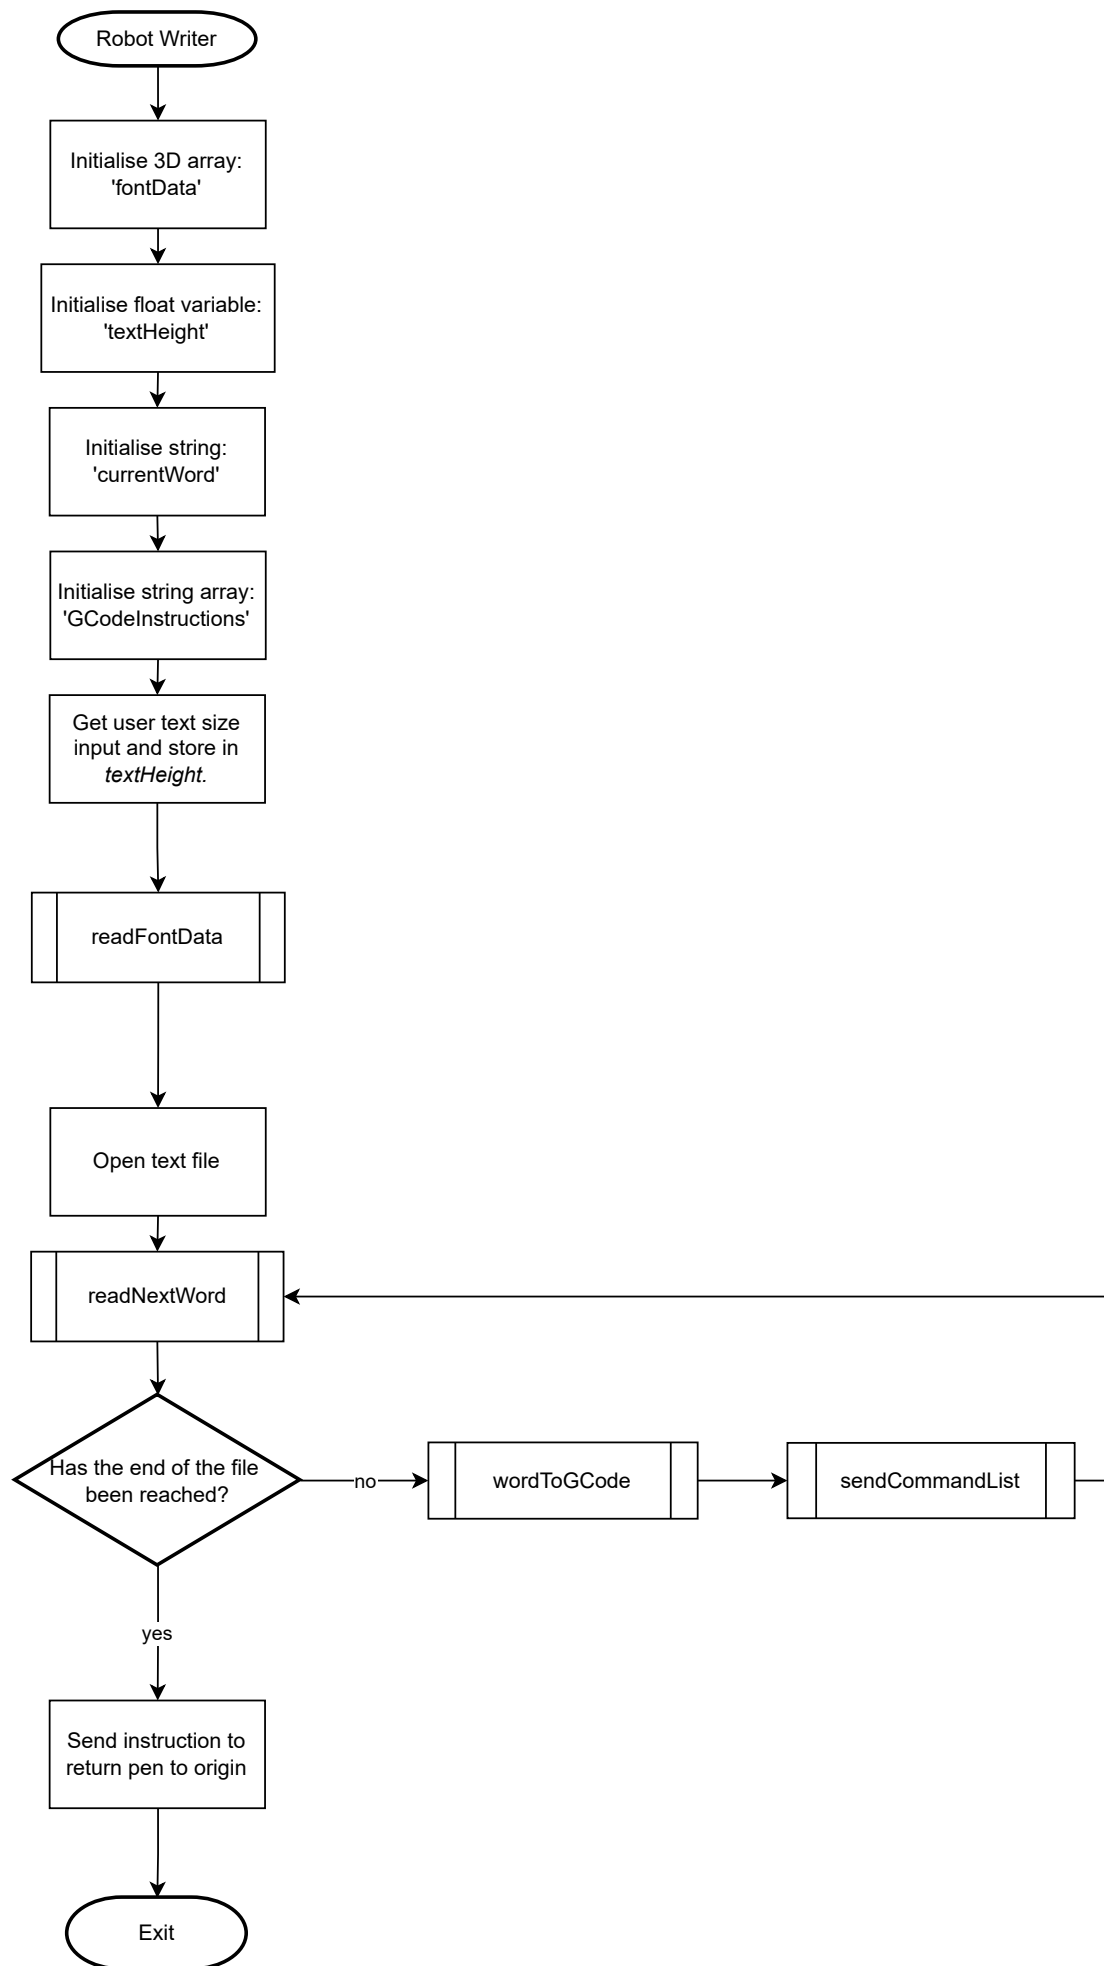 Robot Writer
Initialise 3D array:
'fontData'
Initialise float variable:
'textHeight'
Initialise string:
'currentWord'
Initialise string array:
'GCodeInstructions'
Get user text size
input and store in
textHeight.
readFontData
Open text file
readNextWord
Has the end of the file
been reached?
no
wordToGCode
sendCommandList
yes
Send instruction to
return pen to origin
Exit